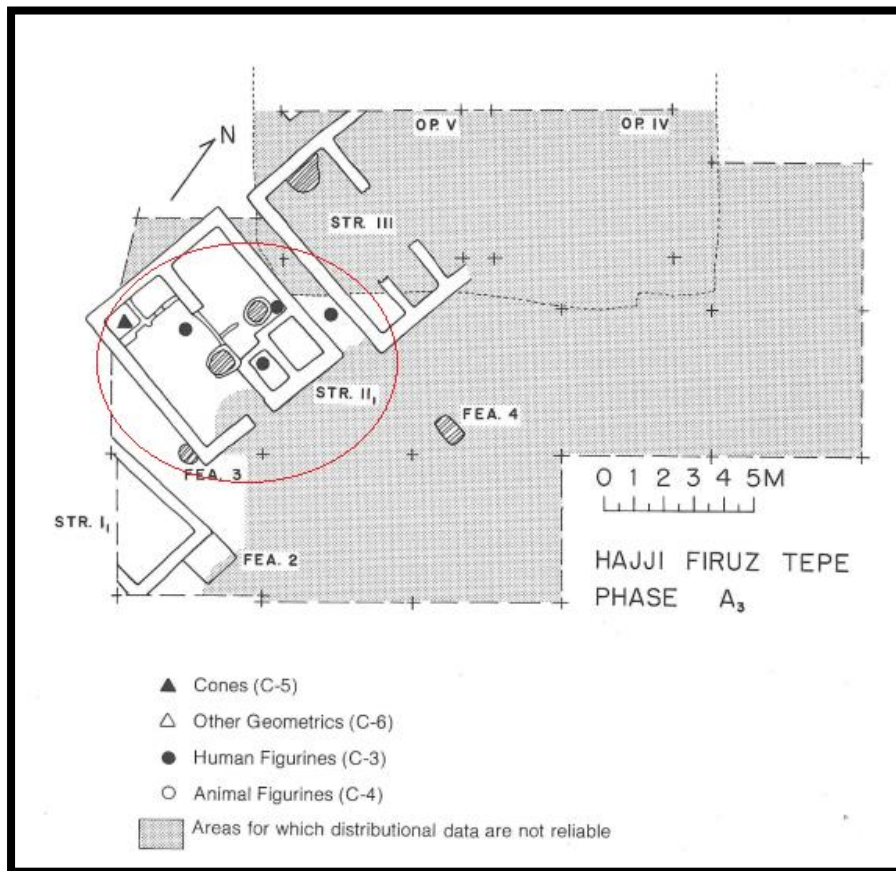 OP. V
OP. IV
N
STR. III
STR. II₁
FEA. 4
FEA. 3
0 1 2 3 4 5M
STR. I₁
FEA. 2
HAJJI FIRUZ TEPE
PHASE A₃
Cones (C-5)
Other Geometrics (C-6)
Human Figurines (C-3)
Animal Figurines (C-4)
Areas for which distributional data are not reliable